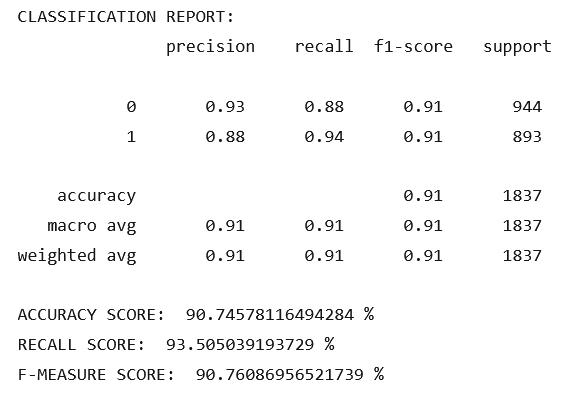 CLASSIFICATION REPORT:
precision recall f1-score support
0 0.93 0.88 0.91 944
1 0.88 0.94 0.91 893
accuracy 0.91 1837
macro avg 0.91 0.91 0.91 1837
weighted avg 0.91 0.91 0.91 1837
ACCURACY SCORE: 90.74578116494284 %
RECALL SCORE: 93.505039193729 %
F-MEASURE SCORE: 90.76086956521739 %